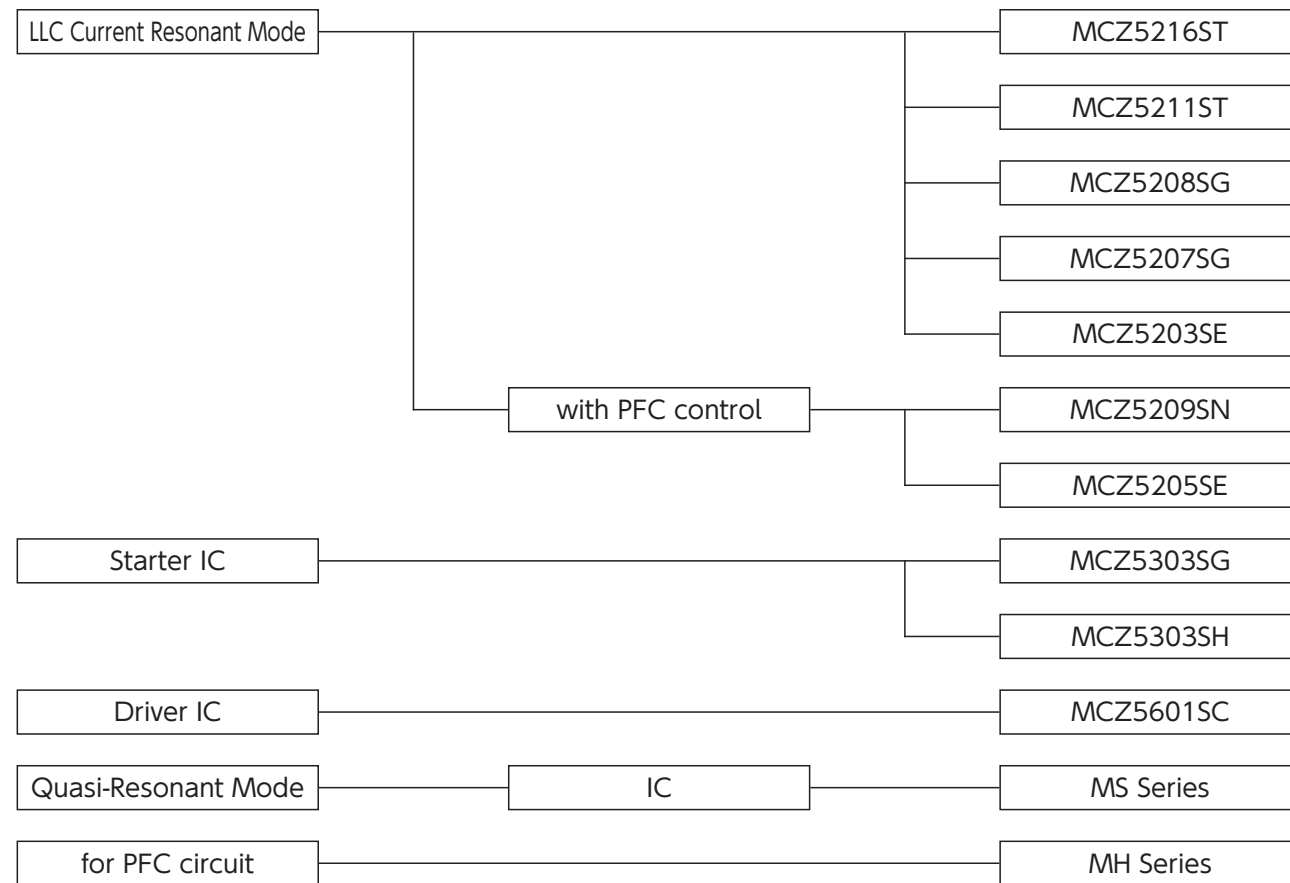 LLC Current Resonant Mode
MCZ5216ST
MCZ5211ST
MCZ5208SG
MCZ5207SG
MCZ5203SE
with PFC control
MCZ5209SN
MCZ5205SE
Starter IC
MCZ5303SG
MCZ5303SH
Driver IC
MCZ5601SC
Quasi-Resonant Mode
IC
MS Series
for PFC circuit
MH Series